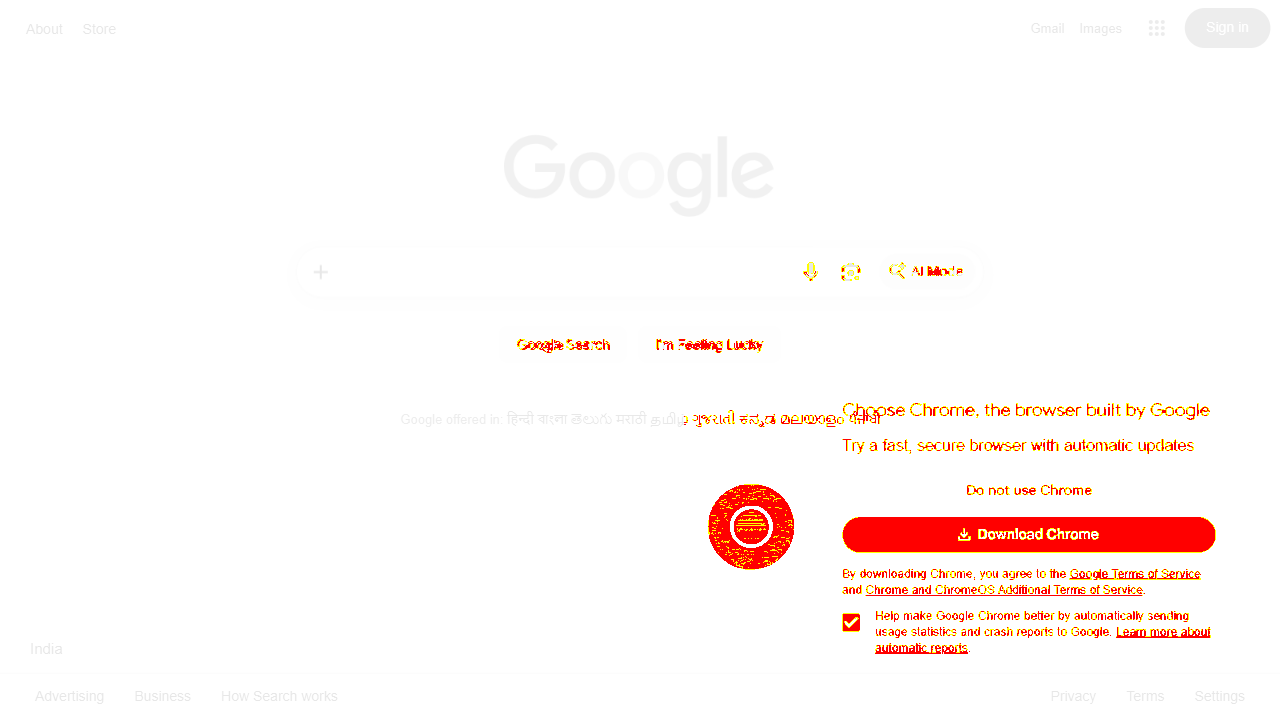 About Store
Gmail Images Sign in
Google
AI Mode
Google Search I'm Feeling Lucky
Google offered in: हिन्दी বাংলা తెలుగు मराठी தமிழ் ગુજરાતી ಕನ್ನಡ മലയാളം
Choose Chrome, the browser built by Google
Try a fast, secure browser with automatic updates
Do not use Chrome
Download Chrome
By downloading Chrome, you agree to the Google Terms of Service
and Chrome and ChromeOS Additional Terms of Service.
Help make Google Chrome better by automatically sending
usage statistics and crash reports to Google. Learn more about
automatic reports.
India
Advertising Business How Search works
Privacy Terms Settings